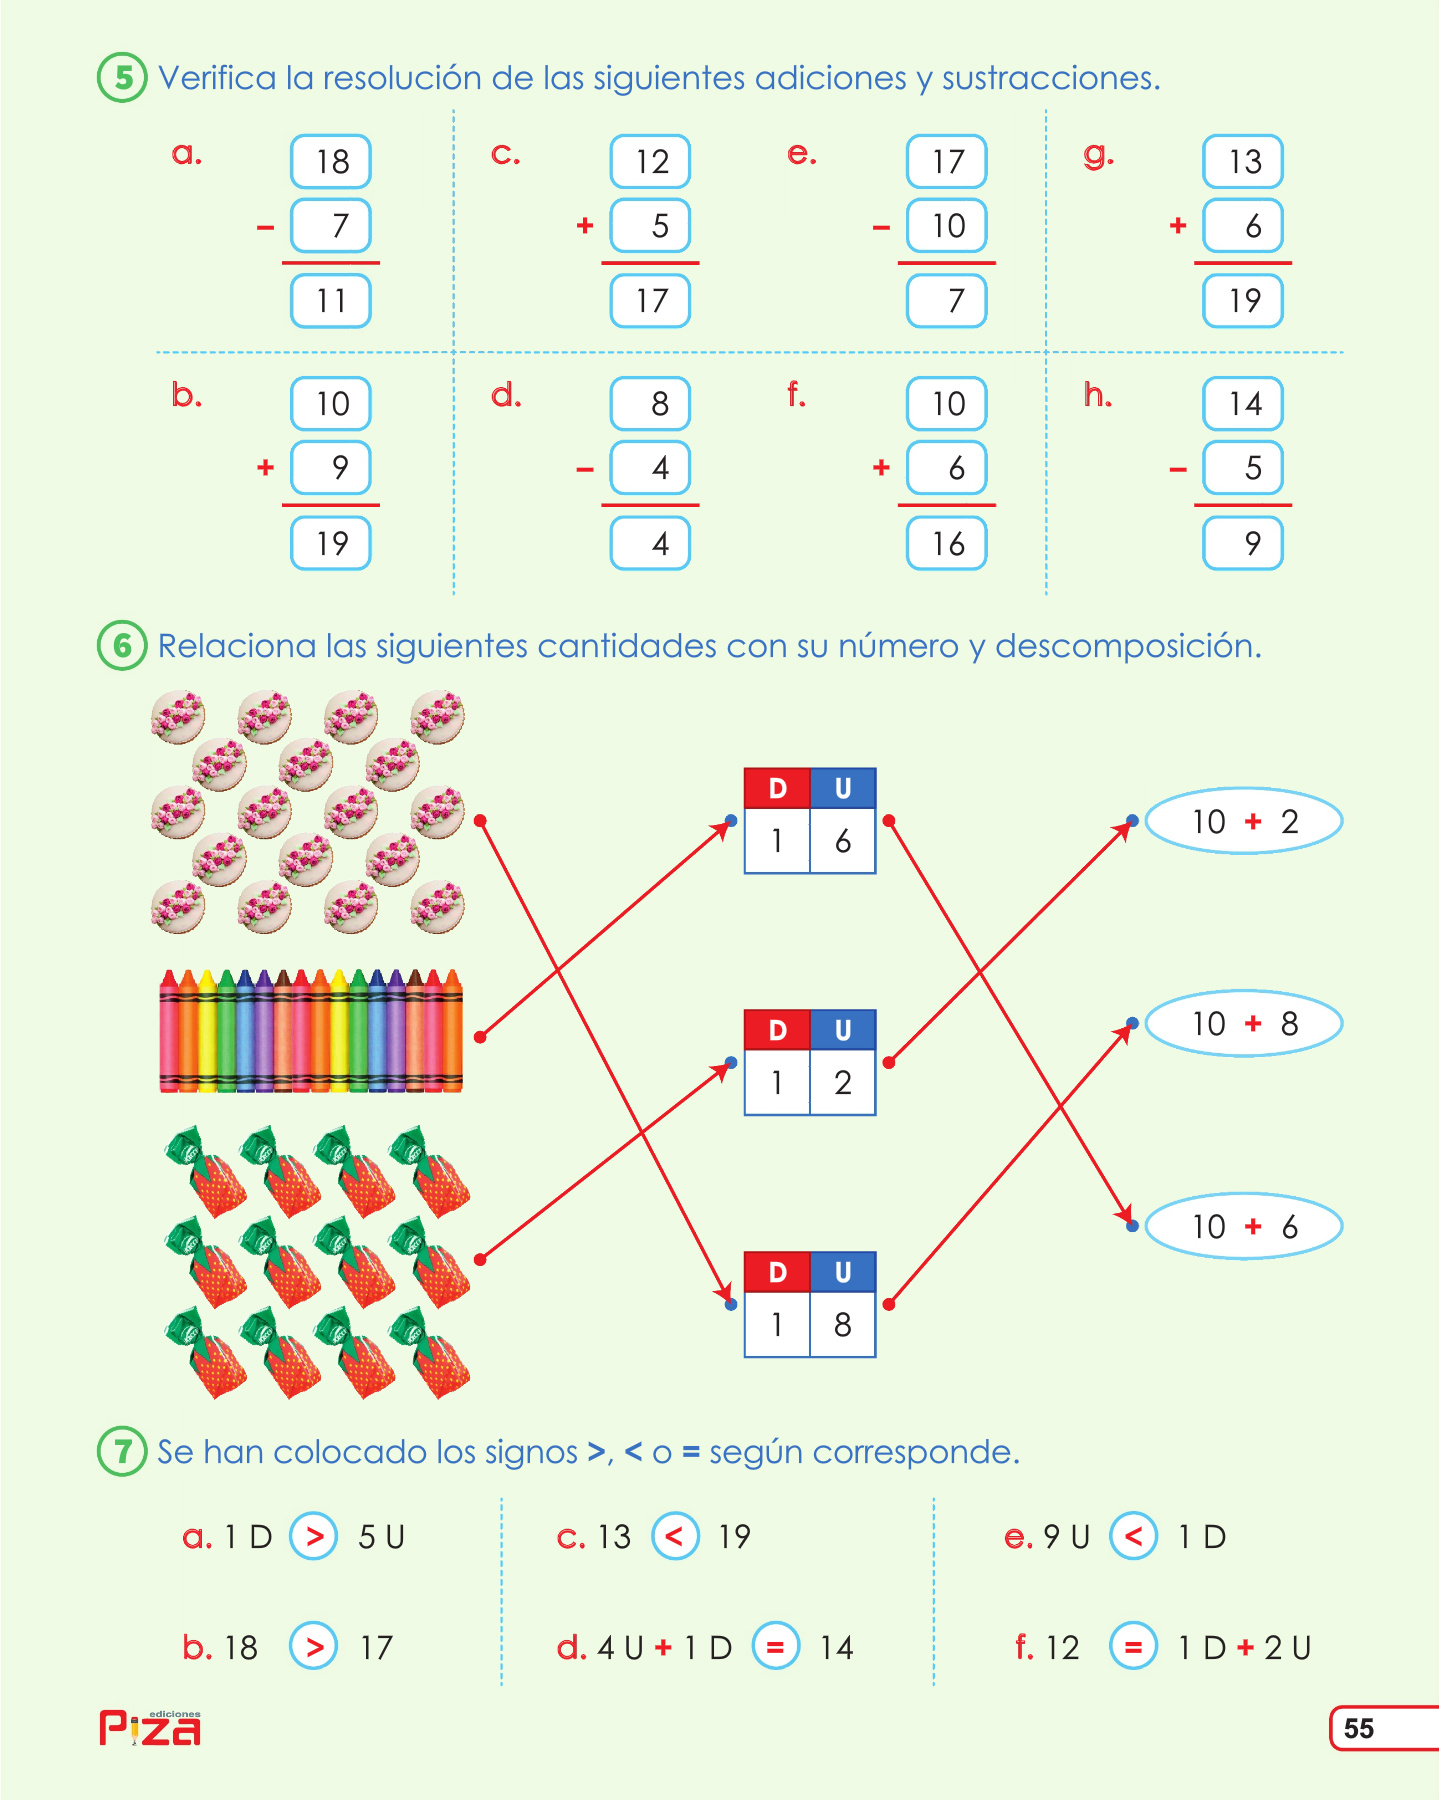 5 Verifica la resolución de las siguientes adiciones y sustracciones.
a. 18 - 7 11
c. 12 + 5 17
e. 17 - 10 7
g. 13 + 6 19
b. 10 + 9 19
d. 8 - 4 4
f. 10 + 6 16
h. 14 - 5 9
6 Relaciona las siguientes cantidades con su número y descomposición.
D U
1 6
10 + 2
D U
1 2
10 + 8
D U
1 8
10 + 6
7 Se han colocado los signos >, < o = según corresponde.
a. 1 D > 5 U
c. 13 < 19
e. 9 U < 1 D
b. 18 > 17
d. 4 U + 1 D = 14
f. 12 = 1 D + 2 U
ediciones
Piza
55